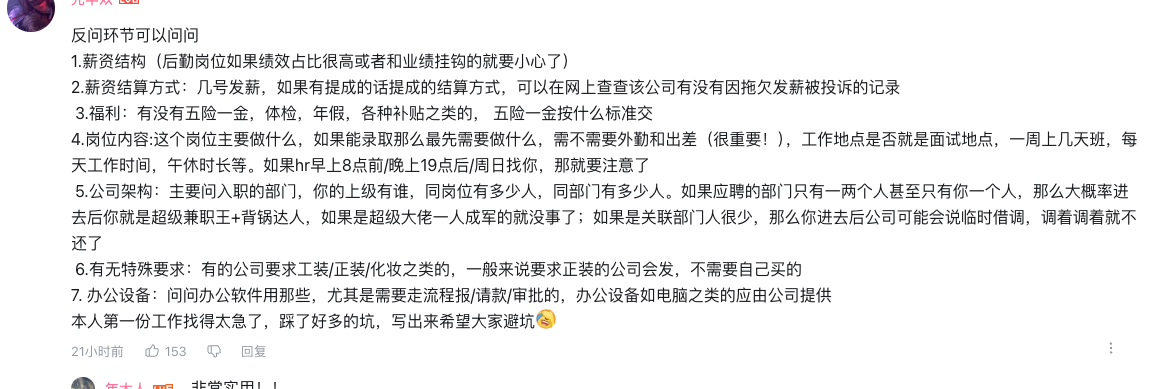 反问环节可以问问
1.薪资结构（后勤岗位如果绩效占比很高或者和业绩挂钩的就要小心了）
2.薪资结算方式：几号发薪，如果有提成的话提成的结算方式，可以在网上查查该公司有没有因拖欠发薪被投诉的记录
3.福利：有没有五险一金，体检，年假，各种补贴之类的， 五险一金按什么标准交
4.岗位内容:这个岗位主要做什么，如果能录取那么最先需要做什么，需不需要外勤和出差（很重要！），工作地点是否就是面试地点，一周上几天班，每
天工作时间，午休时长等。如果hr早上8点前/晚上19点后/周日找你，那就要注意了
5.公司架构：主要问入职的部门，你的上级有谁，同岗位有多少人，同部门有多少人。如果应聘的部门只有一两个人甚至只有你一个人，那么大概率进
去后你就是超级兼职王+背锅达人，如果是超级大佬一人成军的就没事了；如果是关联部门人很少，那么你进去后公司可能会说临时借调，调着调着就不
还了
6.有无特殊要求：有的公司要求工装/正装/化妆之类的，一般来说要求正装的公司会发，不需要自己买的
7. 办公设备：问问办公软件用那些，尤其是需要走流程报/请款/审批的，办公设备如电脑之类的应由公司提供
本人第一份工作找得太急了，踩了好多的坑，写出来希望大家避坑
21小时前 153 回复
非常实用！！